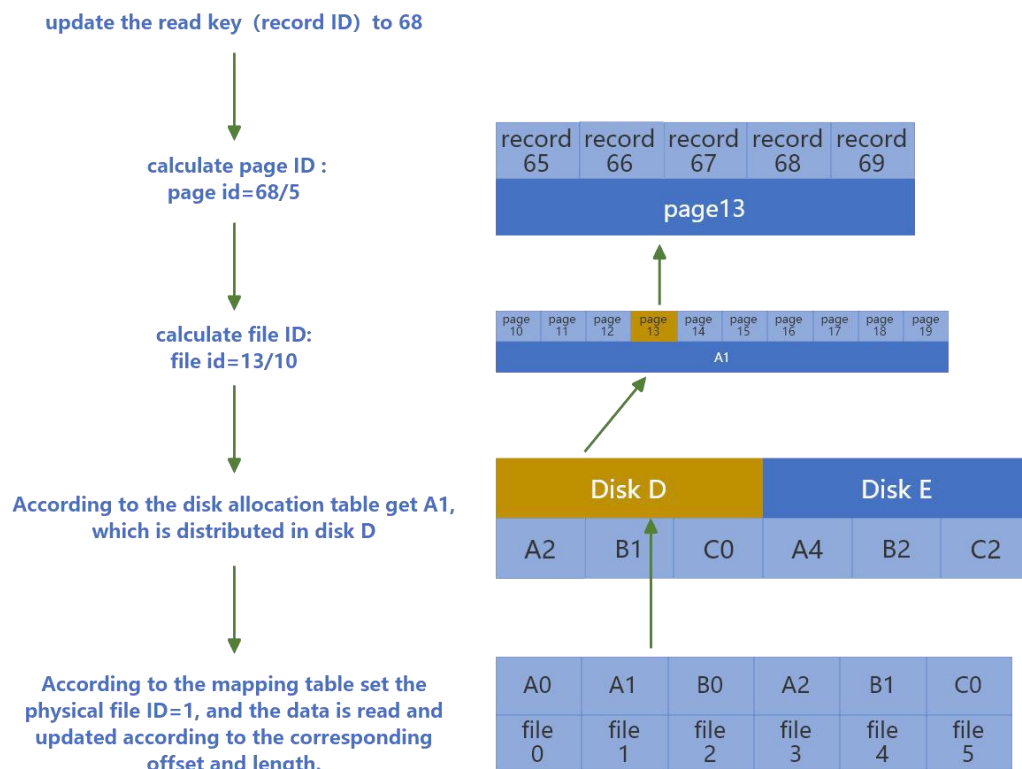 update the read key (record ID) to 68
calculate page ID :
page id=68/5
calculate file ID:
file id=13/10
According to the disk allocation table get A1,
which is distributed in disk D
According to the mapping table set the
physical file ID=1, and the data is read and
updated according to the corresponding
offset and length.
record record record record record
65 66 67 68 69
page13
page page page page page page page page page page
10 11 12 13 14 15 16 17 18 19
A1
Disk D Disk E
A2 B1 C0 A4 B2 C2
A0 A1 B0 A2 B1 C0
file file file file file file
0 1 2 3 4 5